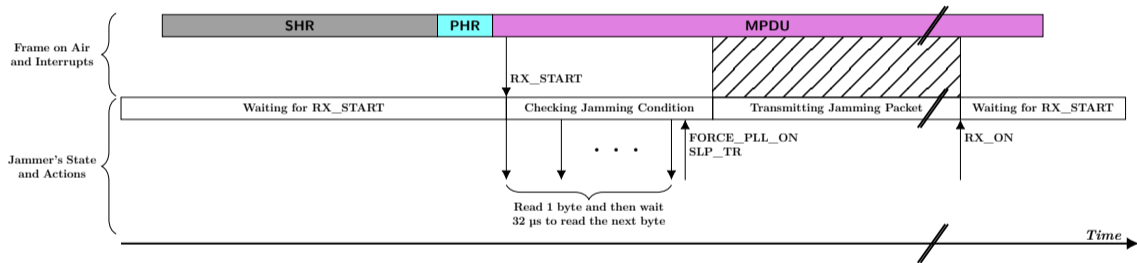 SHR
PHR
MPDU
Frame on Air
and Interrupts
RX_START
Waiting for RX_START
Checking Jamming Condition
Transmitting Jamming Packet
Waiting for RX_START
FORCE_PLL_ON
SLP_TR
RX_ON
. . .
Jammer's State
and Actions
Read 1 byte and then wait
32 µs to read the next byte
Time